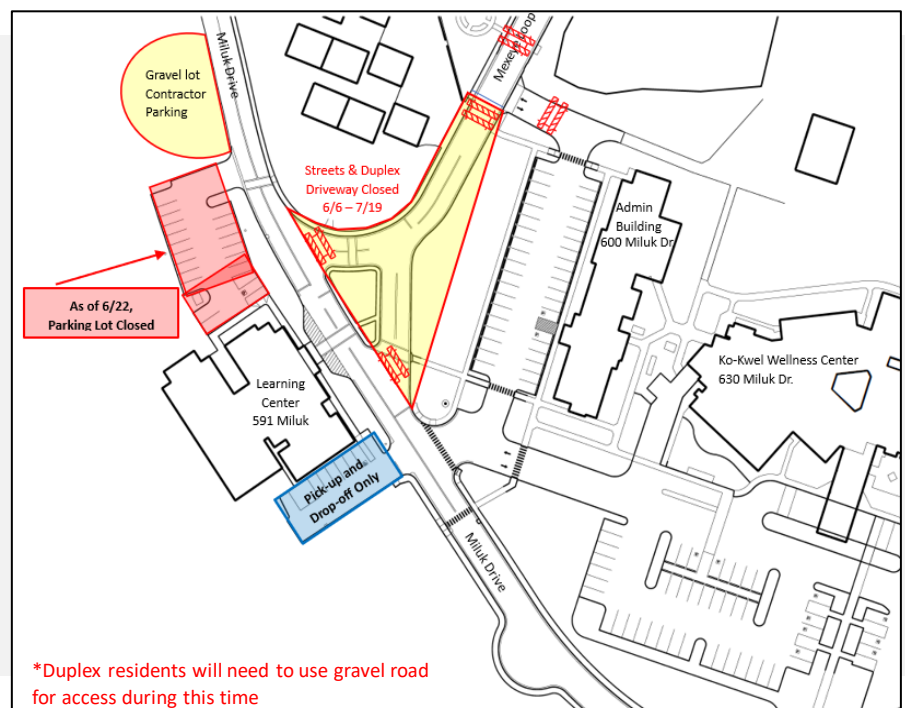 Miluk Drive
Mexeye Loop
Gravel lot
Contractor
Parking
Streets & Duplex
Driveway Closed
6/6 – 7/19
Admin
Building
600 Miluk Dr
As of 6/22,
Parking Lot Closed
Ko-Kwel Wellness Center
630 Miluk Dr.
Learning
Center
591 Miluk
Pick-up and
Drop-off Only
Miluk Drive
*Duplex residents will need to use gravel road
for access during this time